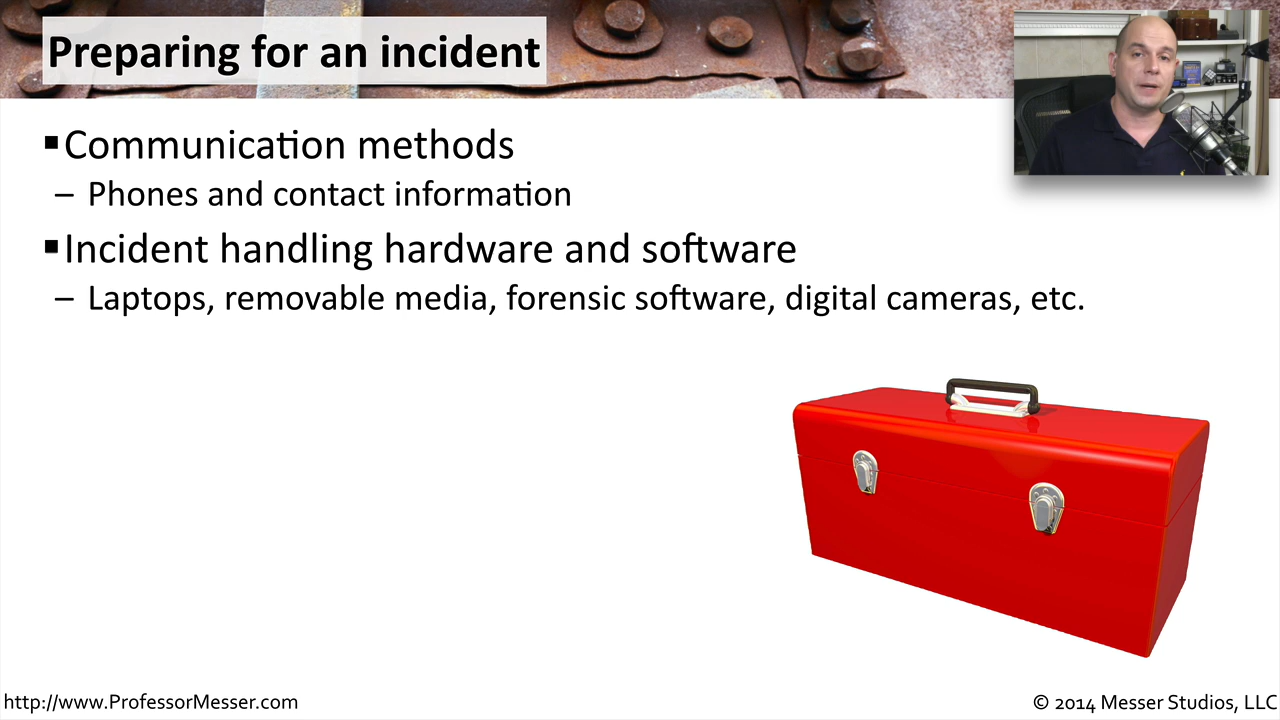 Preparing for an incident
▪Communication methods
– Phones and contact information
▪Incident handling hardware and software
– Laptops, removable media, forensic software, digital cameras, etc.
http://www.ProfessorMesser.com
© 2014 Messer Studios, LLC